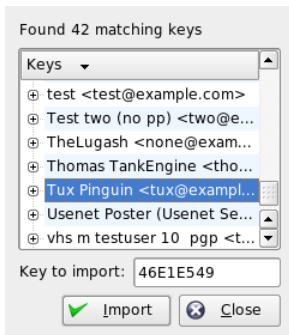 Found 42 matching keys
Keys
test <test@example.com>
Test two (no pp) <two@e...
TheLugash <none@exam...
Thomas TankEngine <tho...
Tux Pinguin <tux@exampl...
Usenet Poster (Usenet Se...
vhs m testuser 10 pgp <t...
Key to import: 46E1E549
Import Close